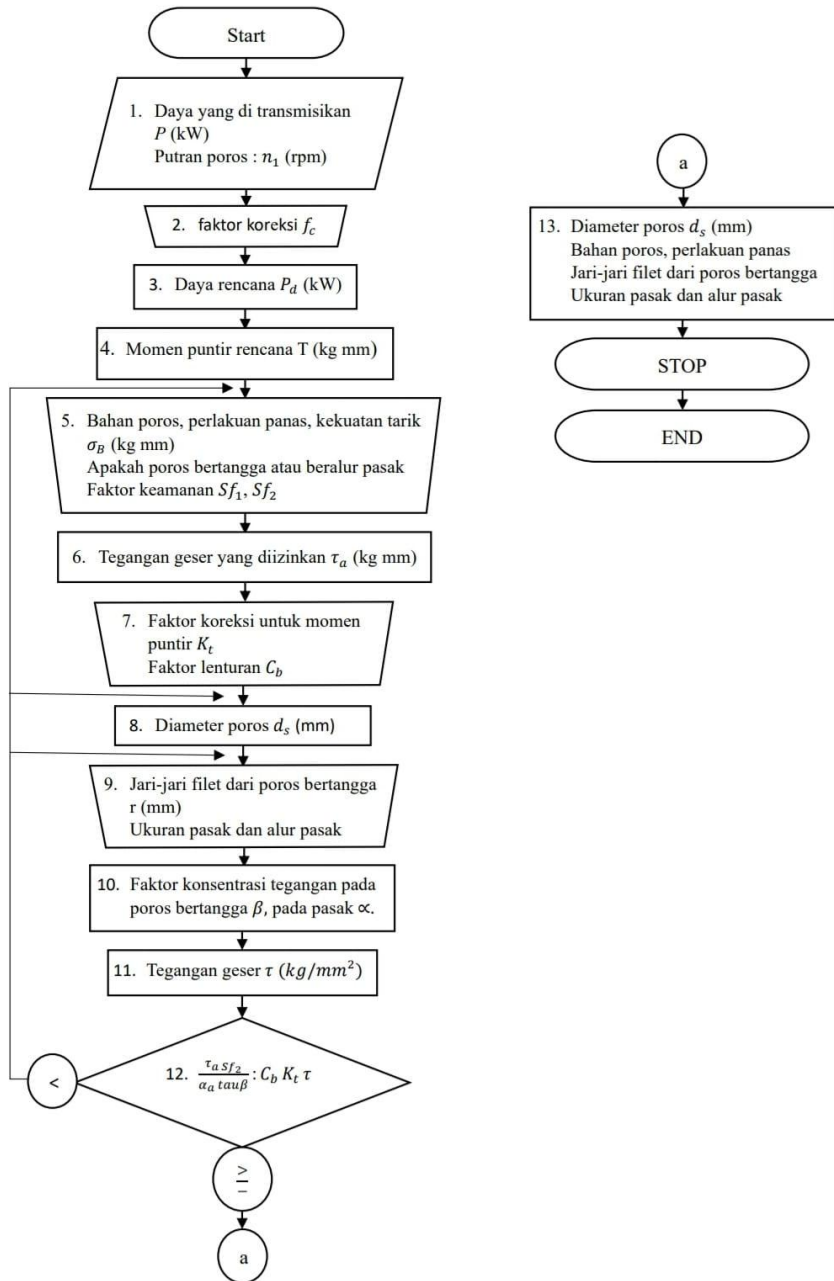 Start
1. Daya yang di transmisikan
P (kW)
Putran poros : n₁ (rpm)
2. faktor koreksi f_c
3. Daya rencana P_d (kW)
4. Momen puntir rencana T (kg mm)
5. Bahan poros, perlakuan panas, kekuatan tarik
σ_B (kg mm)
Apakah poros bertangga atau beralur pasak
Faktor keamanan Sf₁, Sf₂
6. Tegangan geser yang diizinkan τ_a (kg mm)
7. Faktor koreksi untuk momen
puntir K_t
Faktor lenturan C_b
8. Diameter poros d_s (mm)
9. Jari-jari filet dari poros bertangga
r (mm)
Ukuran pasak dan alur pasak
10. Faktor konsentrasi tegangan pada
poros bertangga β, pada pasak ∝.
11. Tegangan geser τ (kg/mm²)
12. τ_a Sf₂ / α_a tauβ : C_b K_t τ
<
≥
a
a
13. Diameter poros d_s (mm)
Bahan poros, perlakuan panas
Jari-jari filet dari poros bertangga
Ukuran pasak dan alur pasak
STOP
END